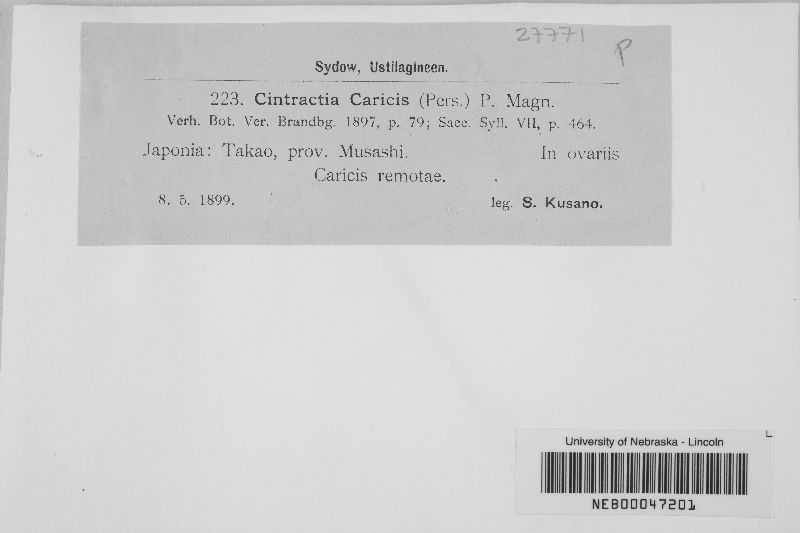 27771
P
Sydow, Ustilagineen.
223. Cintractia Caricis (Pers.) P. Magn.
Verh. Bot. Ver. Brandbg. 1897, p. 79; Sacc. Syll. VII, p. 464.
Japonia: Takao, prov. Musashi. In ovariis
Caricis remotae.
8. 5. 1899. leg. S. Kusano.
University of Nebraska - Lincoln
NEB00047201